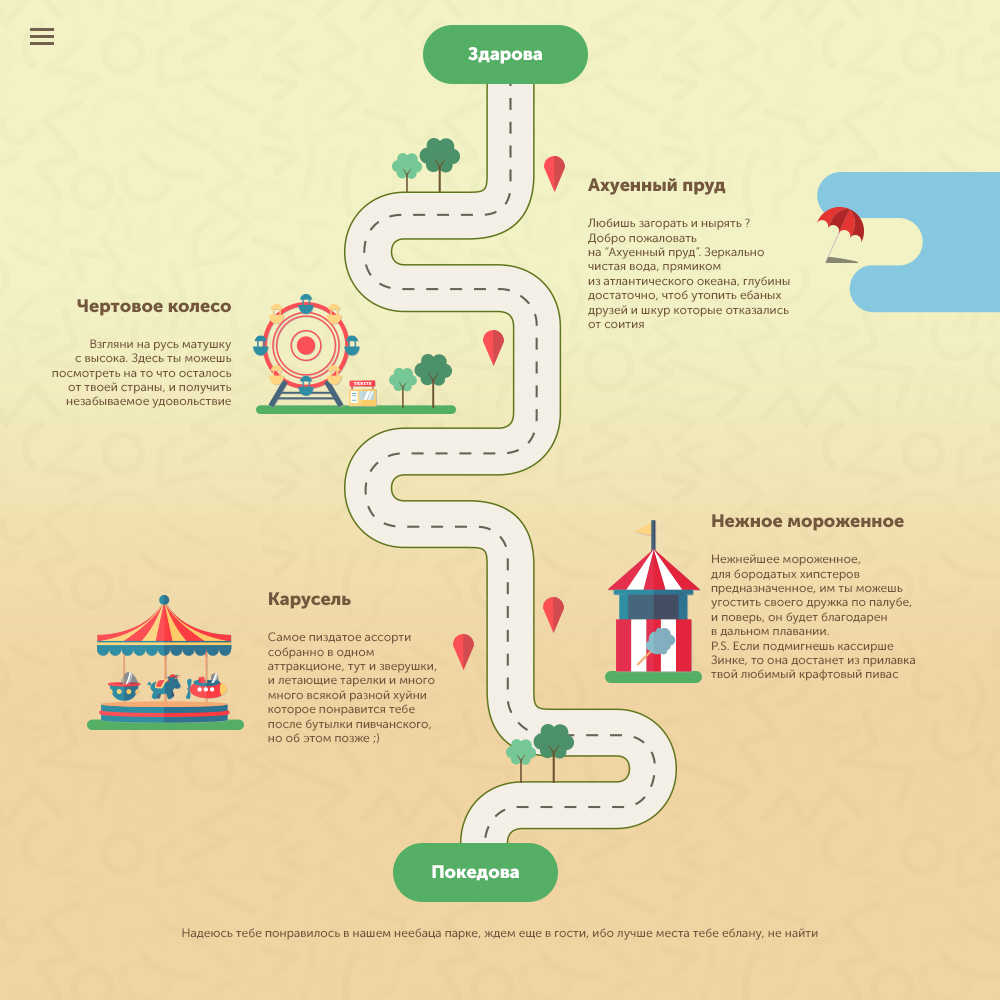 Здарова
Ахуенный пруд
Любишь загорать и нырять ?
Добро пожаловать
на “Ахуенный пруд”. Зеркально
чистая вода, прямиком
из атлантического океана, глубины
достаточно, чтоб утопить ебаных
друзей и шкур которые отказались
от соития
Чертовое колесо
Взгляни на русь матушку
с высока. Здесь ты можешь
посмотреть на то что осталось
от твоей страны, и получить
незабываемое удовольствие
TICKETS
Нежное мороженное
Нежнейшее мороженное,
для бородатых хипстеров
предназначенное, им ты можешь
угостить своего дружка по палубе,
и поверь, он будет благодарен
в дальном плавании.
P.S. Если подмигнешь кассирше
Зинке, то она достанет из прилавка
твой любимый крафтовый пивас
Карусель
Самое пиздатое ассорти
собранно в одном
аттракционе, тут и зверушки,
и летающие тарелки и много
много всякой разной хуйни
которое понравится тебе
после бутылки пивчанского,
но об этом позже ;)
Покедова
Надеюсь тебе понравилось в нашем неебаца парке, ждем еще в гости, ибо лучше места тебе еблану, не найти